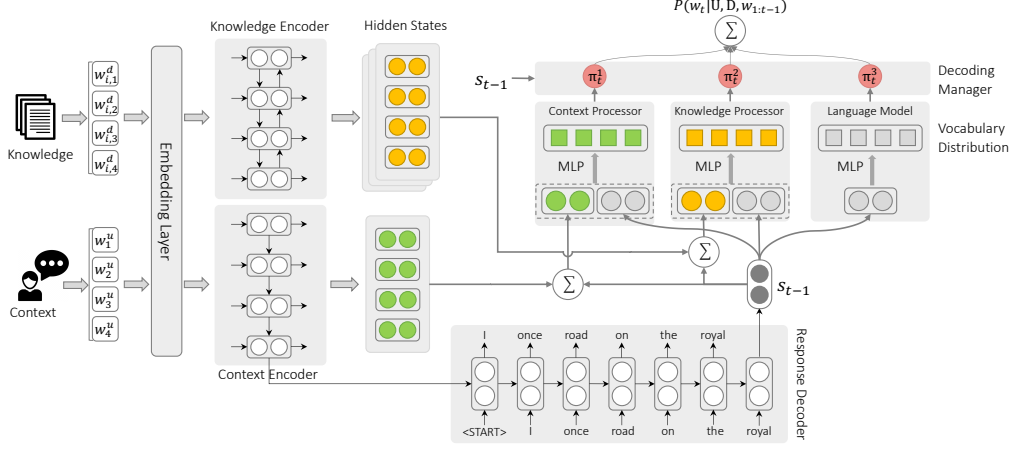 P(w_t|U, D, w_{1:t−1})
Σ
Knowledge Encoder
Hidden States
s_{t−1}
π_t^1
π_t^2
π_t^3
Decoding
Manager
w_{i,1}^d
w_{i,2}^d
w_{i,3}^d
w_{i,4}^d
Knowledge
Context Processor
Knowledge Processor
Language Model
Vocabulary
Distribution
MLP
MLP
MLP
Embedding Layer
w_1^u
w_2^u
w_3^u
w_4^u
Context
Σ
Σ
s_{t−1}
Context Encoder
I once road on the royal
<START> I once road on the royal
Response Decoder